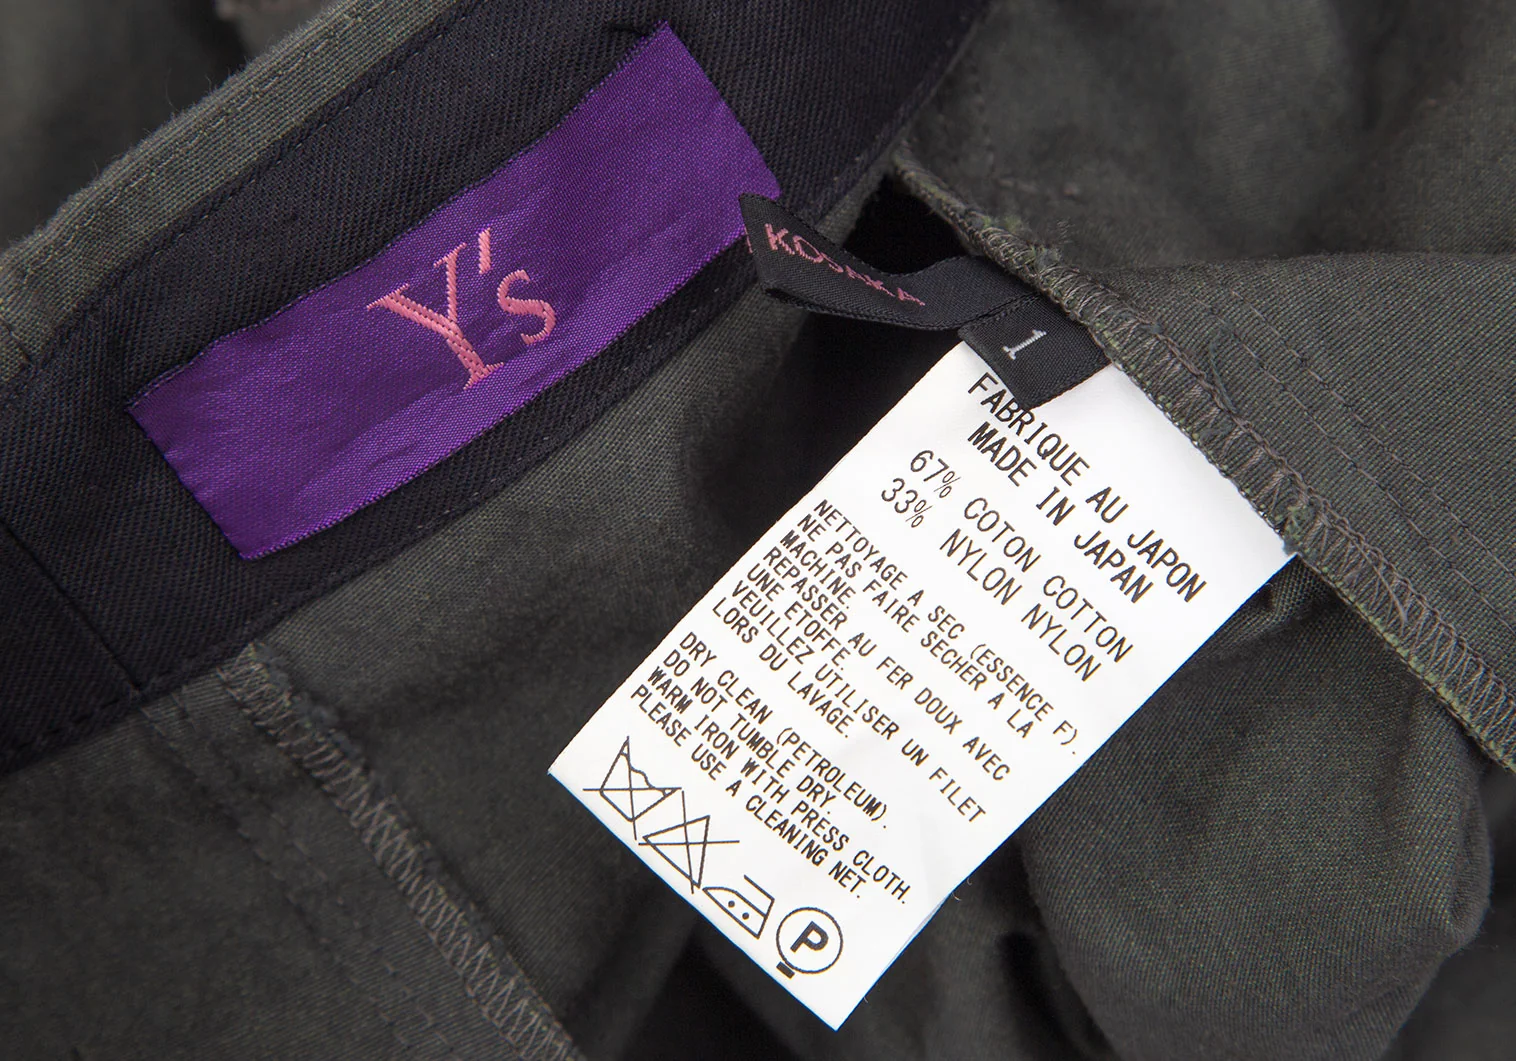 Y's
KOSAKA
1
FABRIQUE AU JAPON
MADE IN JAPAN
67% COTON COTTON
33% NYLON NYLON
NETTOYAGE A SEC (ESSENCE F).
NE PAS FAIRE SECHER A LA
MACHINE.
REPASSER AU FER DOUX AVEC
UNE ETOFFE.
VEUILLEZ UTILISER UN FILET
LORS DU LAVAGE.
DRY CLEAN (PETROLEUM).
DO NOT TUMBLE DRY.
WARM IRON WITH PRESS CLOTH.
PLEASE USE A CLEANING NET.
P